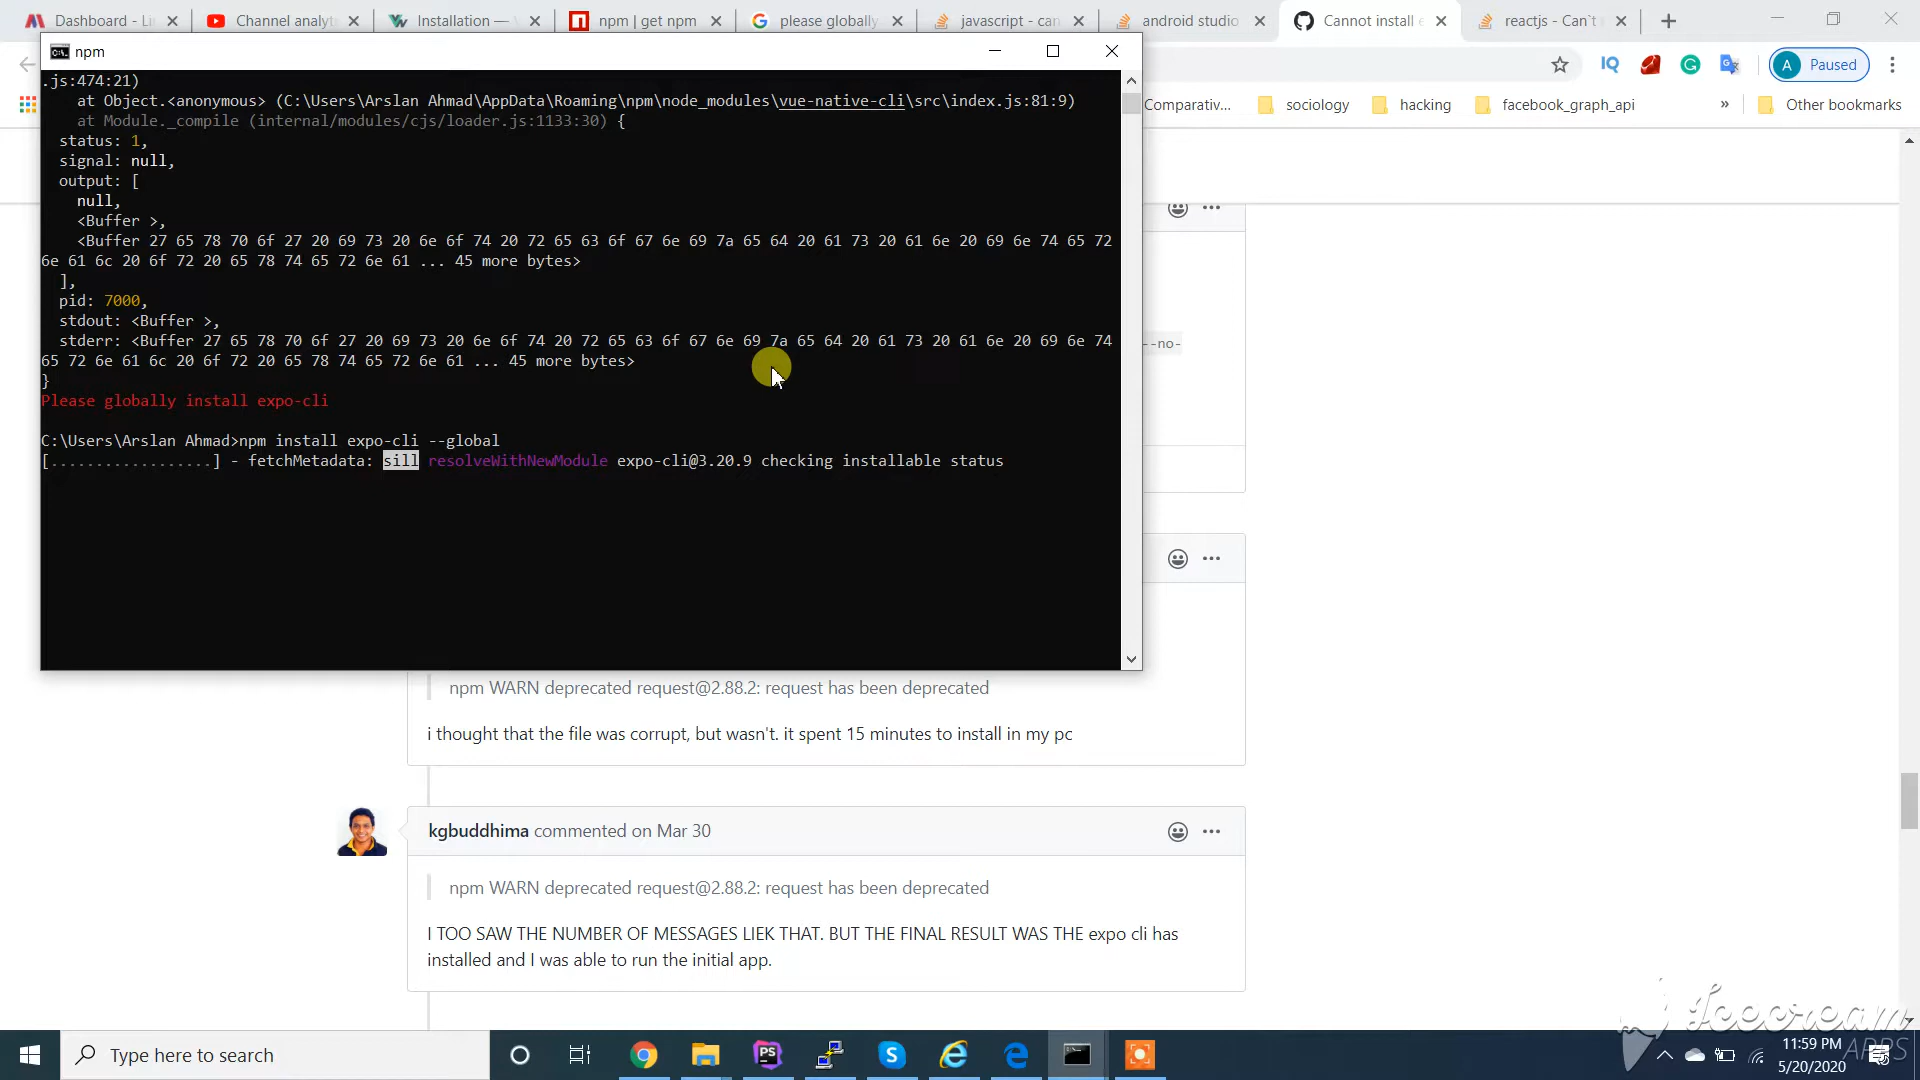 Dashboard - Li
Channel analyt
Installation —
npm | get npm
please globally
javascript - can
android studio
Cannot install e
reactjs - Can't
npm
Paused
Comparativ...
sociology
hacking
facebook_graph_api
»
Other bookmarks
.js:474:21)
at Object.<anonymous> (C:\Users\Arslan Ahmad\AppData\Roaming\npm\node_modules\vue-native-cli\src\index.js:81:9)
at Module._compile (internal/modules/cjs/loader.js:1133:30) {
status: 1,
signal: null,
output: [
null,
<Buffer >,
<Buffer 27 65 78 70 6f 27 20 69 73 20 6e 6f 74 20 72 65 63 6f 67 6e 69 7a 65 64 20 61 73 20 61 6e 20 69 6e 74 65 72
6e 61 6c 20 6f 72 20 65 78 74 65 72 6e 61 ... 45 more bytes>
],
pid: 7000,
stdout: <Buffer >,
stderr: <Buffer 27 65 78 70 6f 27 20 69 73 20 6e 6f 74 20 72 65 63 6f 67 6e 69 7a 65 64 20 61 73 20 61 6e 20 69 6e 74
65 72 6e 61 6c 20 6f 72 20 65 78 74 65 72 6e 61 ... 45 more bytes>
}
Please globally install expo-cli
C:\Users\Arslan Ahmad>npm install expo-cli --global
[..................] - fetchMetadata: sill resolveWithNewModule expo-cli@3.20.9 checking installable status
--no-
npm WARN deprecated request@2.88.2: request has been deprecated
i thought that the file was corrupt, but wasn't. it spent 15 minutes to install in my pc
kgbuddhima commented on Mar 30
npm WARN deprecated request@2.88.2: request has been deprecated
I TOO SAW THE NUMBER OF MESSAGES LIEK THAT. BUT THE FINAL RESULT WAS THE expo cli has
installed and I was able to run the initial app.
Icecream
APPS
Type here to search
11:59 PM
5/20/2020